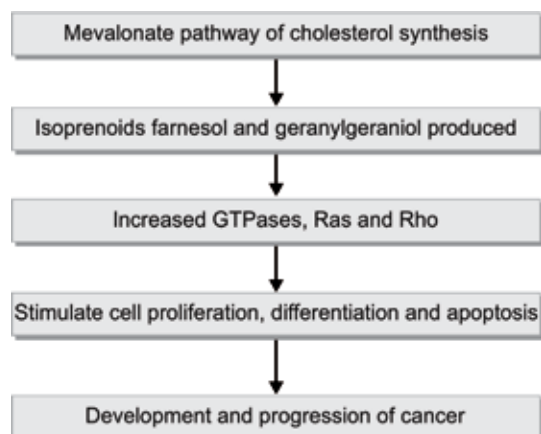 Mevalonate pathway of cholesterol synthesis
Isoprenoids farnesol and geranylgeraniol produced
Increased GTPases, Ras and Rho
Stimulate cell proliferation, differentiation and apoptosis
Development and progression of cancer